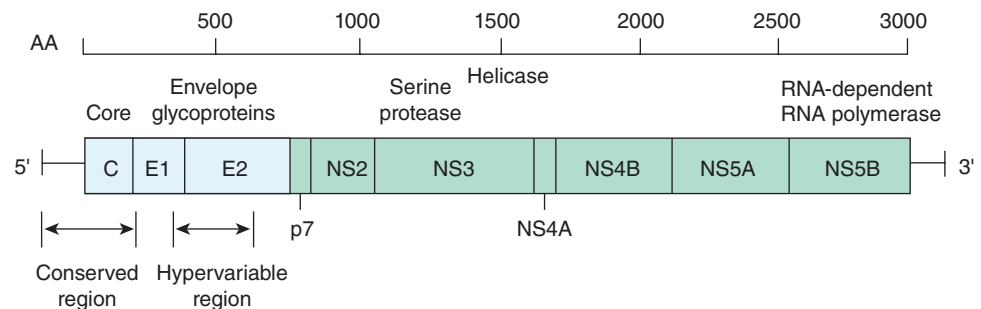 500 1000 1500 2000 2500 3000
AA
Helicase
Envelope glycoproteins
Serine protease
RNA-dependent RNA polymerase
Core
5' C E1 E2 NS2 NS3 NS4B NS5A NS5B 3'
p7 NS4A
Conserved region
Hypervariable region